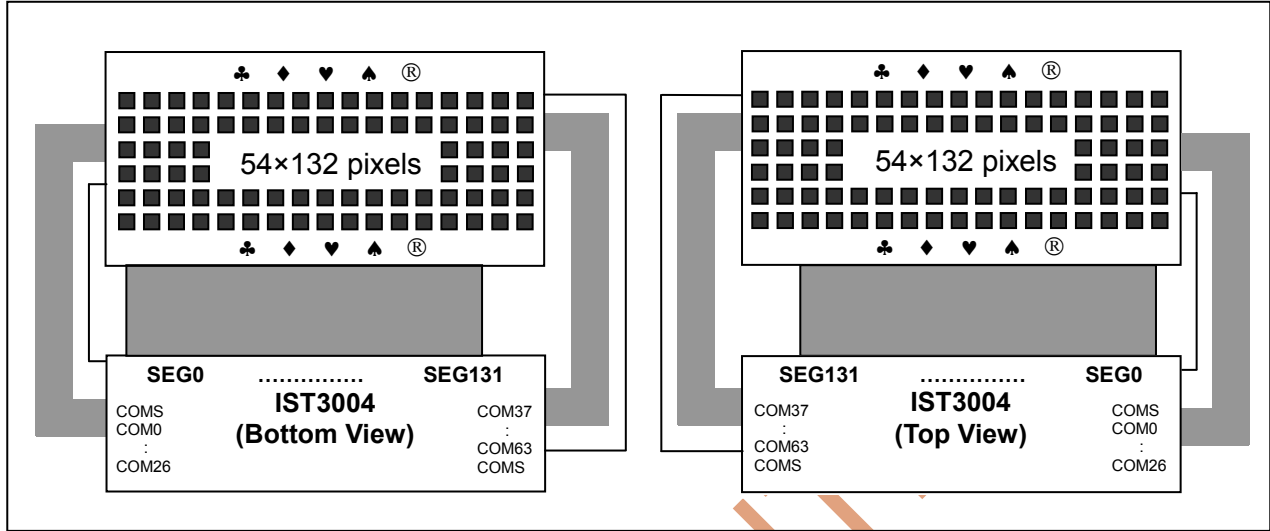 ♣ ♦ ♥ ♠ ®
54×132 pixels
♣ ♦ ♥ ♠ ®
SEG0 ............... SEG131
IST3004
(Bottom View)
COMS
COM0
:
COM26
COM37
:
COM63
COMS
♣ ♦ ♥ ♠ ®
54×132 pixels
♣ ♦ ♥ ♠ ®
SEG131 ............... SEG0
IST3004
(Top View)
COM37
:
COM63
COMS
COMS
COM0
:
COM26